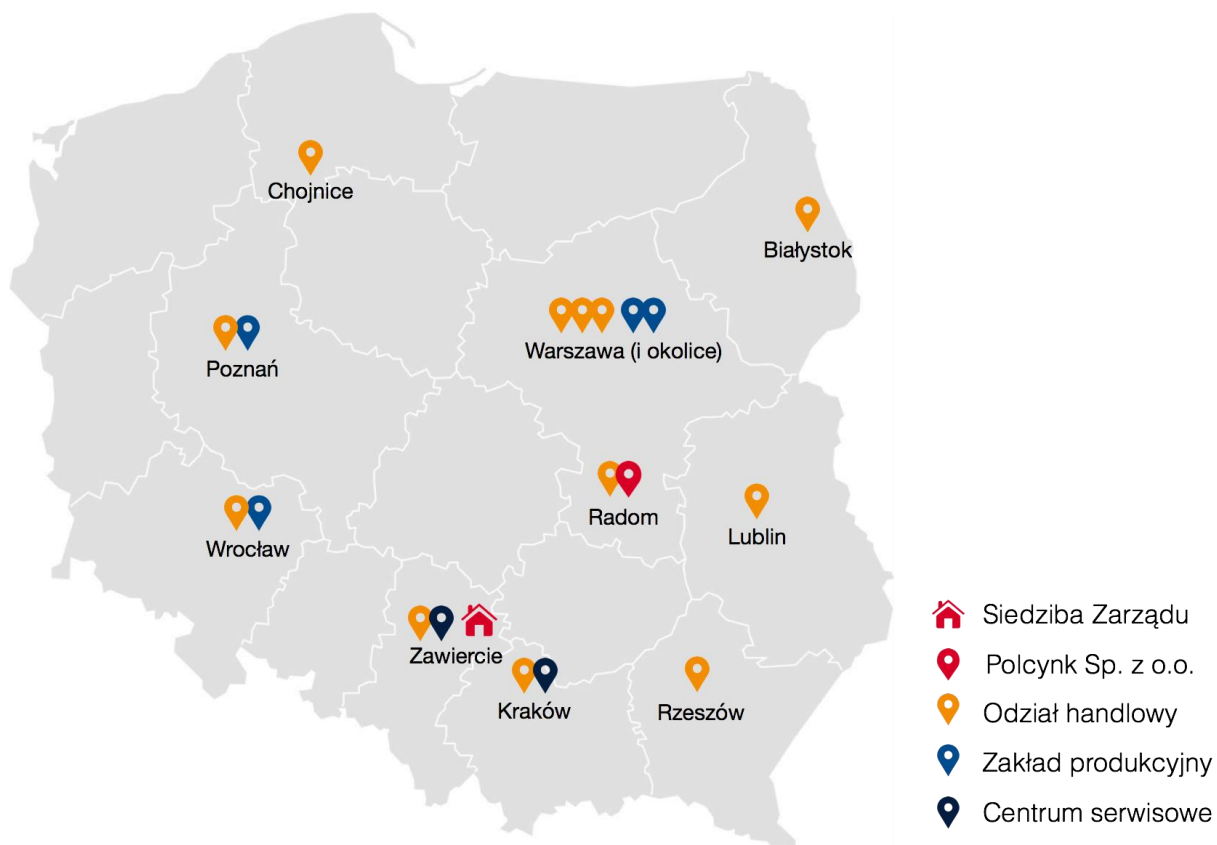 Chojnice
Białystok
Warszawa (i okolice)
Poznań
Radom
Lublin
Wrocław
Zawiercie
Kraków
Rzeszów
Siedziba Zarządu
Polcynk Sp. z o.o.
Odział handlowy
Zakład produkcyjny
Centrum serwisowe